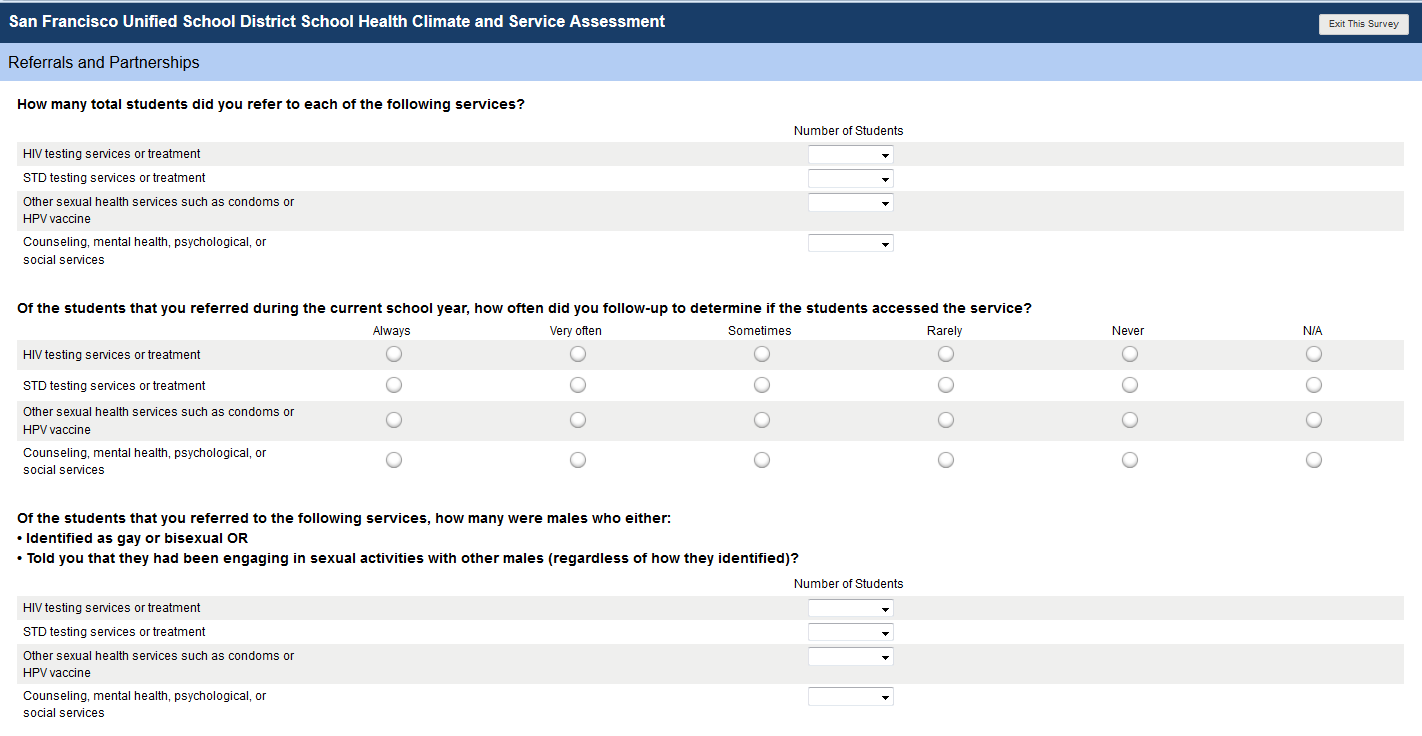 San Francisco Unified School District School Health Climate and Service Assessment
Exit This Survey
Referrals and Partnerships
How many total students did you refer to each of the following services?
Number of Students
HIV testing services or treatment
STD testing services or treatment
Other sexual health services such as condoms or
HPV vaccine
Counseling, mental health, psychological, or
social services
Of the students that you referred during the current school year, how often did you follow-up to determine if the students accessed the service?
Always Very often Sometimes Rarely Never N/A
HIV testing services or treatment
STD testing services or treatment
Other sexual health services such as condoms or
HPV vaccine
Counseling, mental health, psychological, or
social services
Of the students that you referred to the following services, how many were males who either:
• Identified as gay or bisexual OR
• Told you that they had been engaging in sexual activities with other males (regardless of how they identified)?
Number of Students
HIV testing services or treatment
STD testing services or treatment
Other sexual health services such as condoms or
HPV vaccine
Counseling, mental health, psychological, or
social services